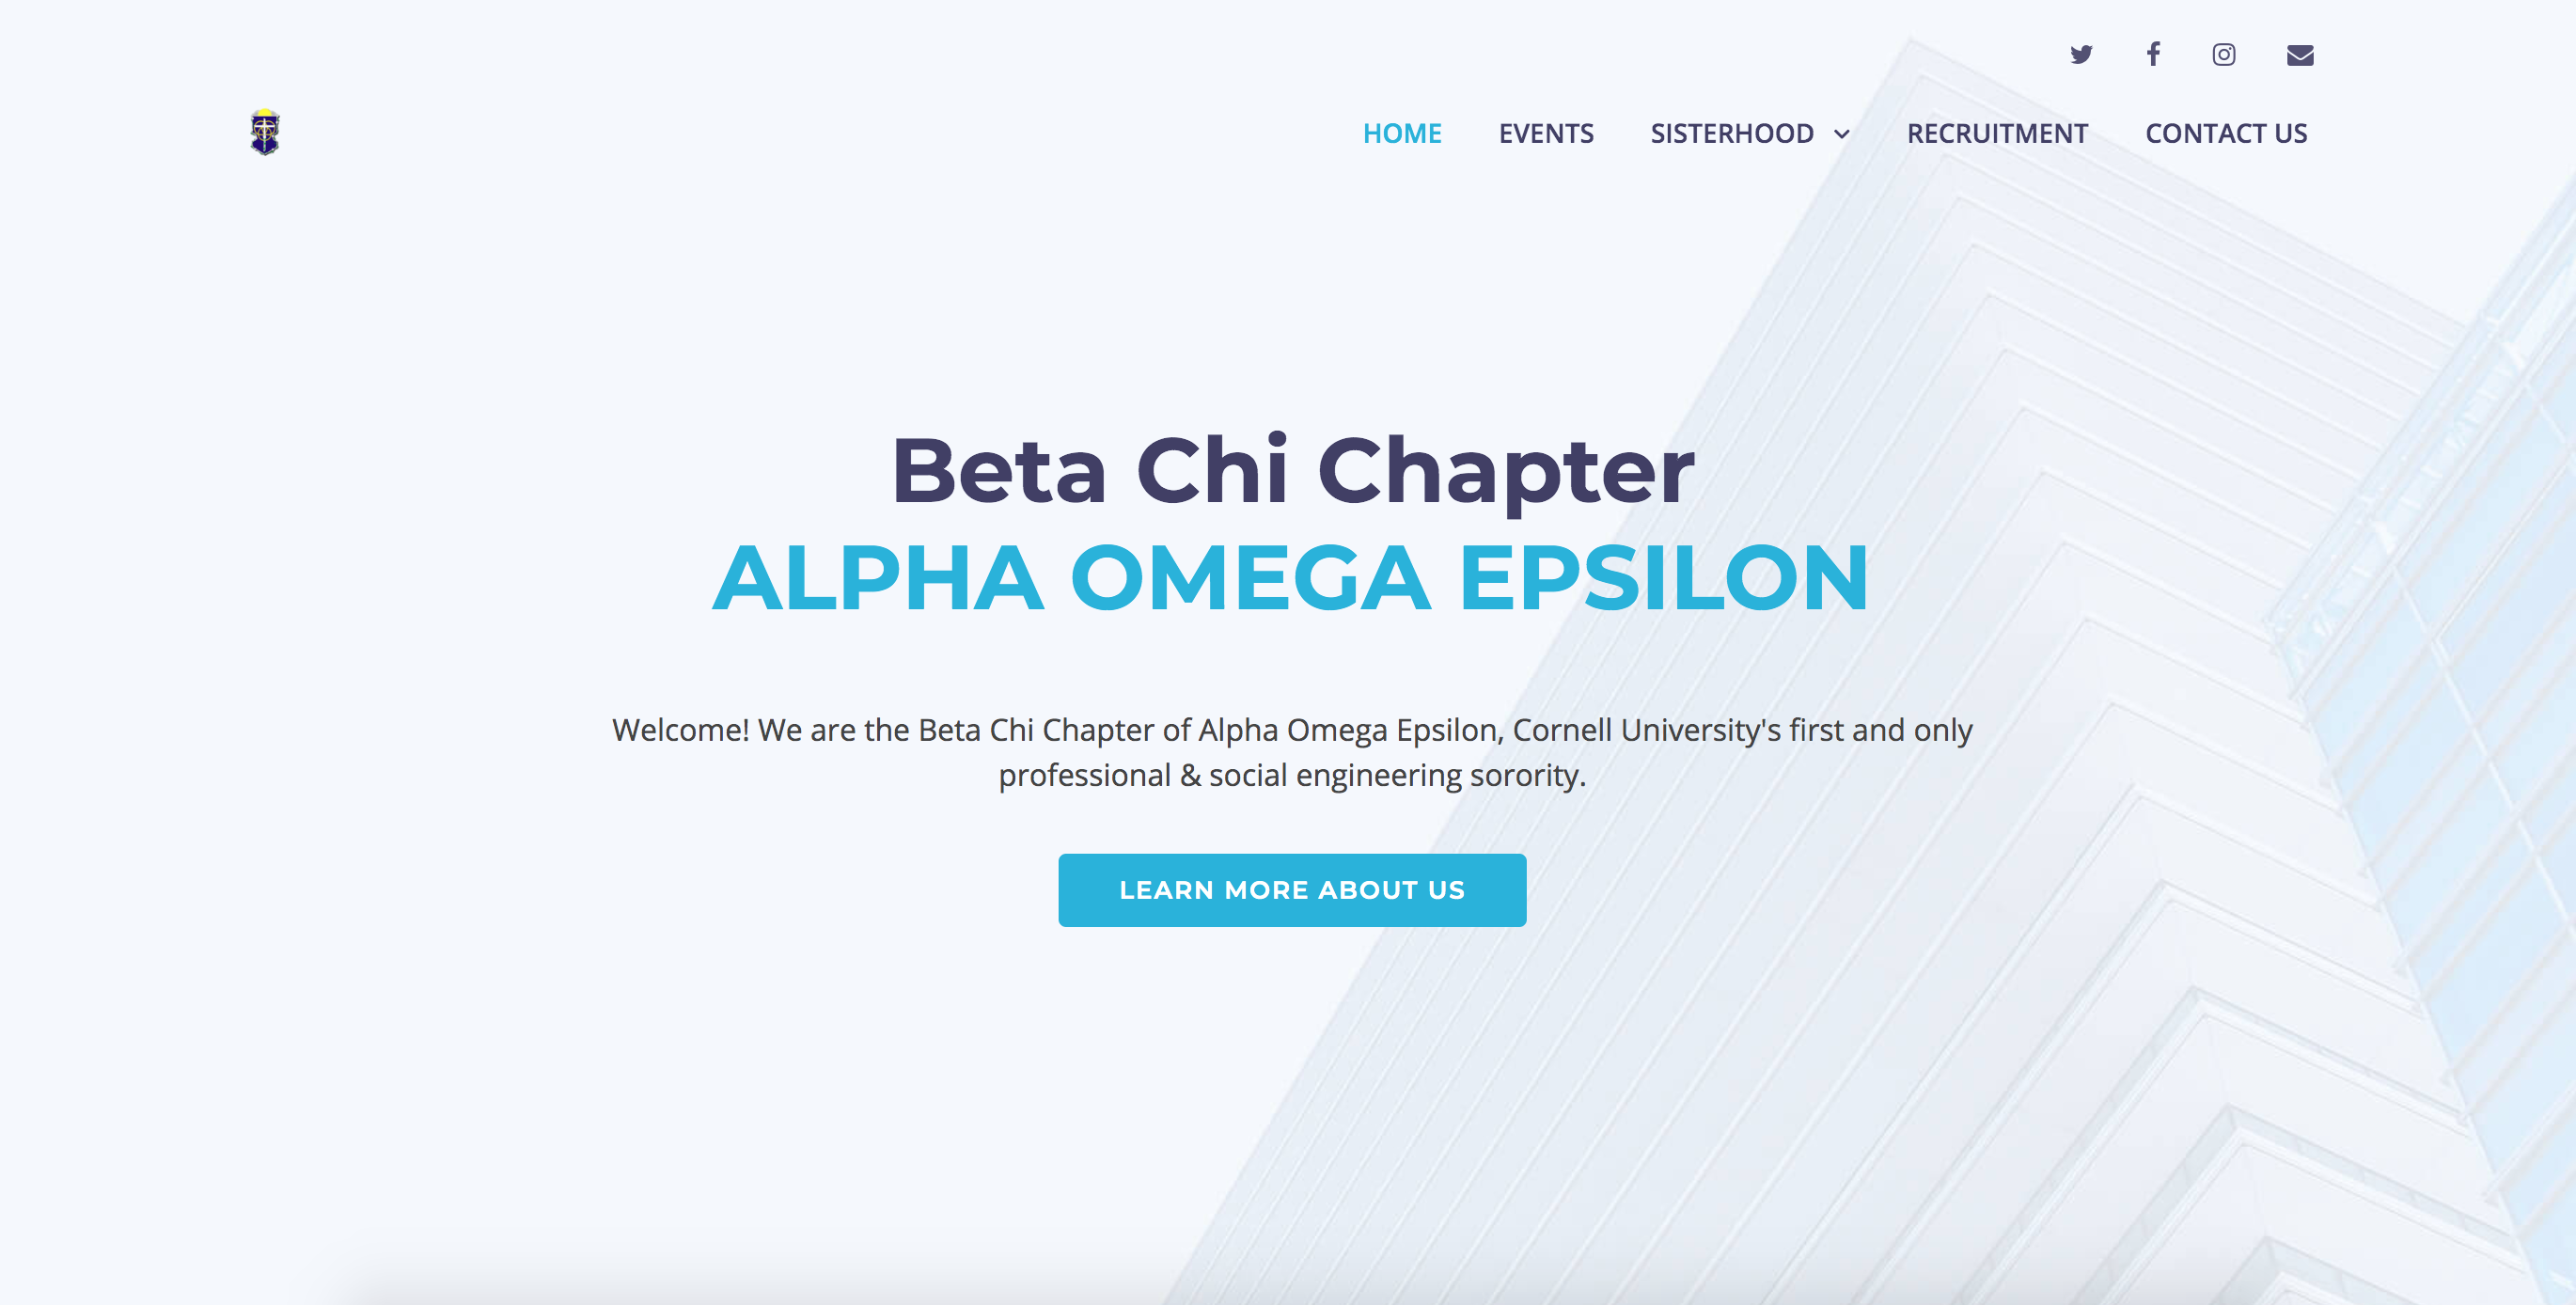 HOME EVENTS SISTERHOOD RECRUITMENT CONTACT US
Beta Chi Chapter
ALPHA OMEGA EPSILON
Welcome! We are the Beta Chi Chapter of Alpha Omega Epsilon, Cornell University's first and only
professional & social engineering sorority.
LEARN MORE ABOUT US